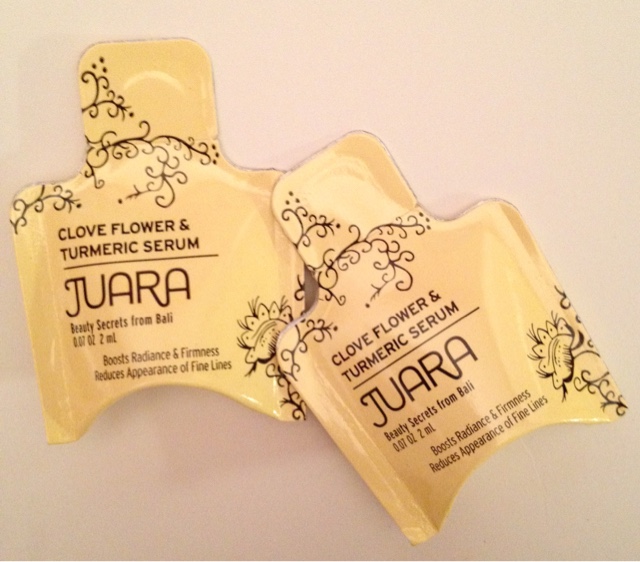 CLOVE FLOWER &
TURMERIC SERUM
JUARA
Beauty Secrets from Bali
0.07 OZ 2 mL
Boosts Radiance & Firmness
Reduces Appearance of Fine Lines
CLOVE FLOWER &
TURMERIC SERUM
JUARA
Beauty Secrets from Bali
0.07 OZ 2 mL
Boosts Radiance & Firmness
Reduces Appearance of Fine Lines